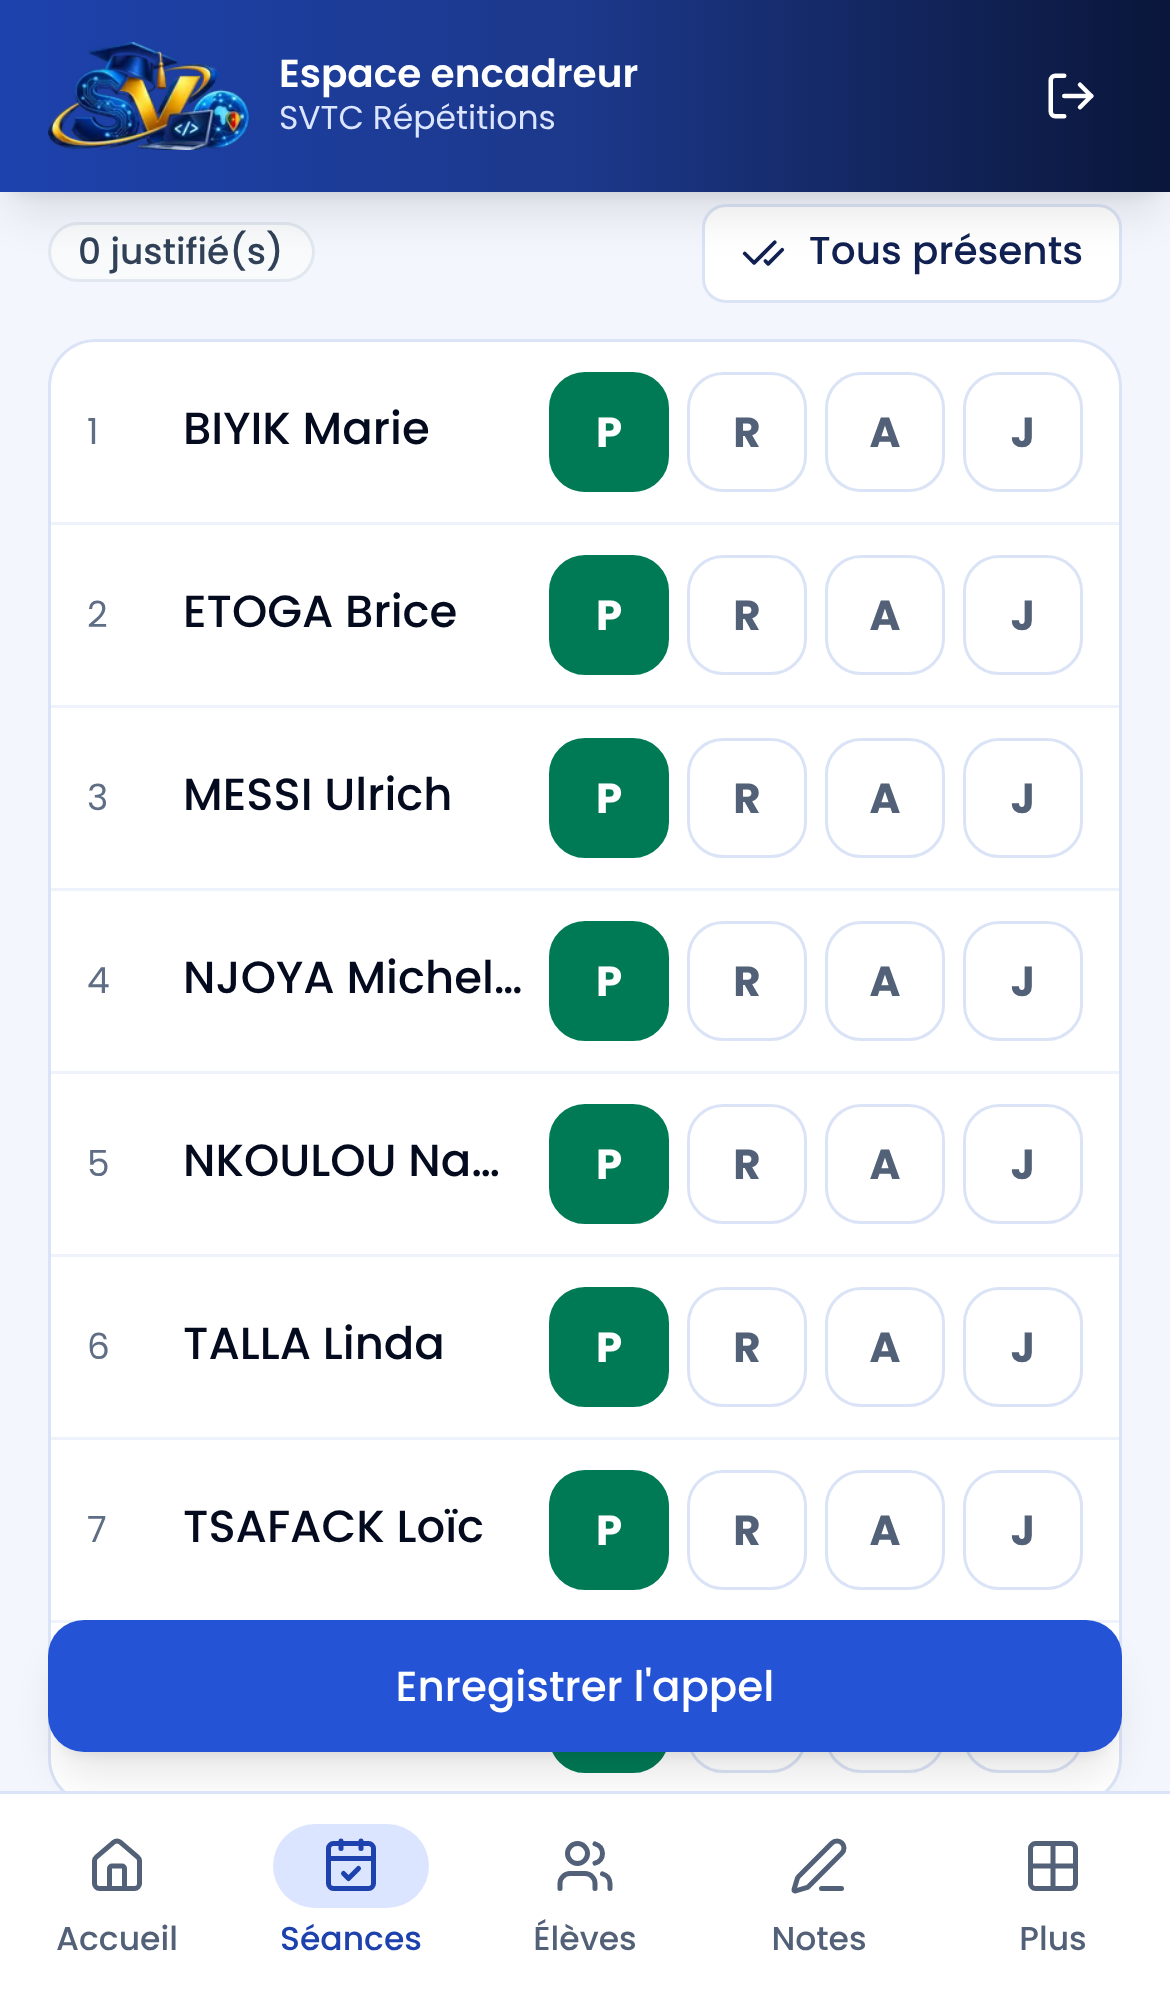 SV
</>
Espace encadreur
SVTC Répétitions
0 justifié(s)
Tous présents
1 BIYIK Marie P R A J
2 ETOGA Brice P R A J
3 MESSI Ulrich P R A J
4 NJOYA Michel... P R A J
5 NKOULOU Na... P R A J
6 TALLA Linda P R A J
7 TSAFACK Loïc P R A J
Enregistrer l'appel
Accueil Séances Élèves Notes Plus